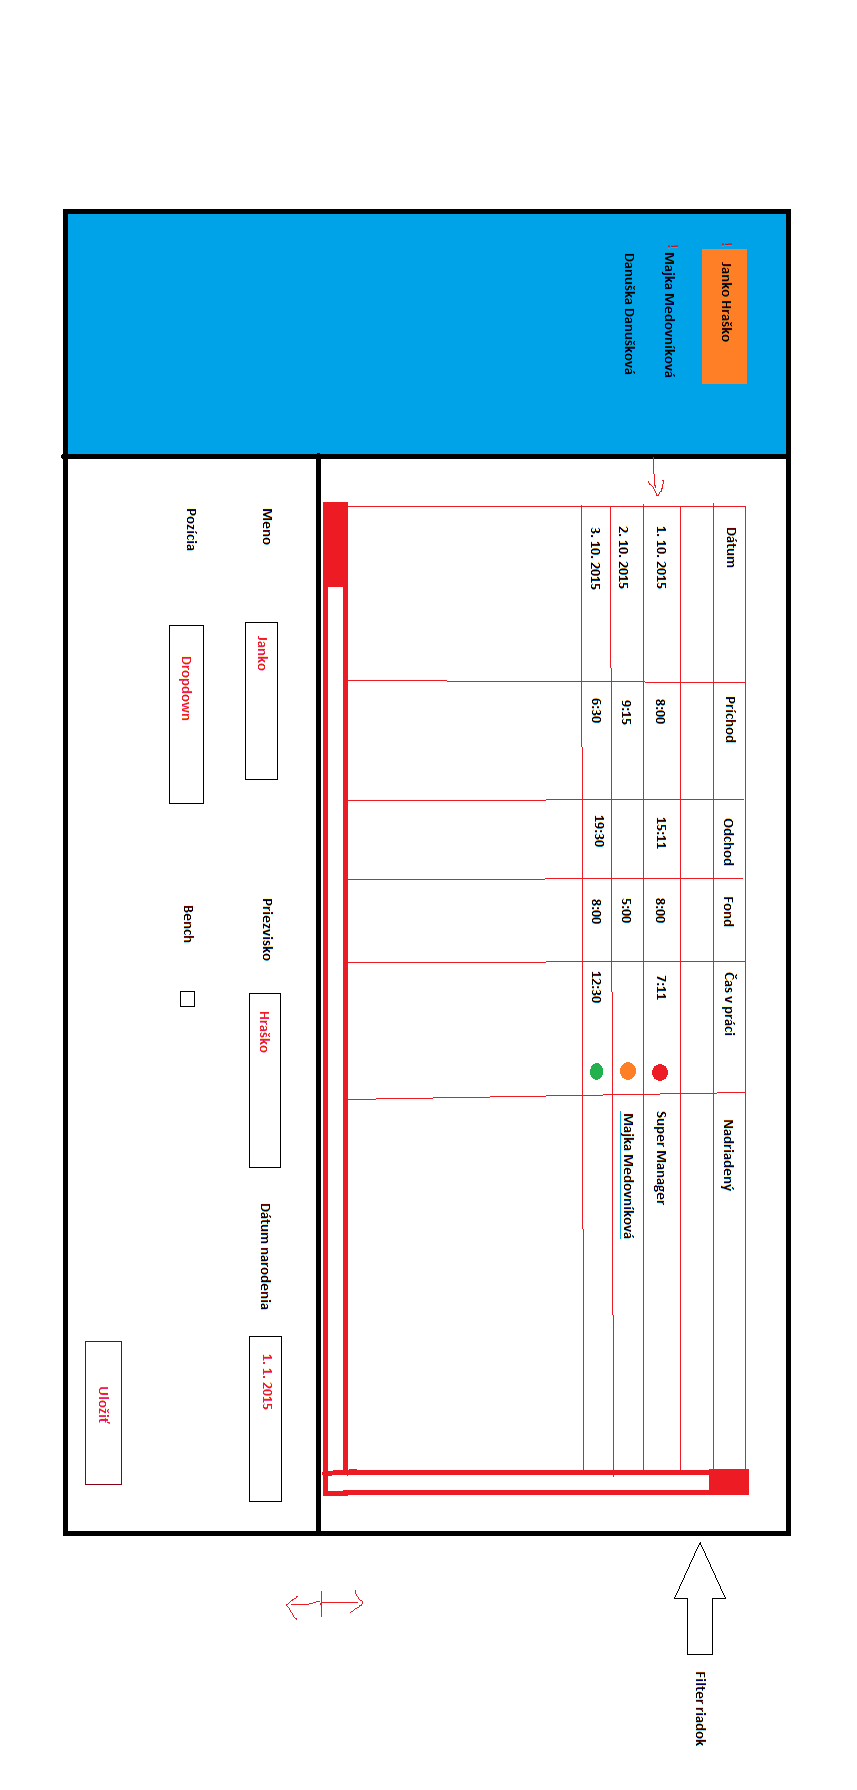 ! Janko Hraško
! Majka Medovníková
Danuška Danušková
Dátum Príchod Odchod Fond Čas v práci Nadriadený
1. 10. 2015 8:00 15:11 8:00 7:11 Super Manager
2. 10. 2015 9:15 5:00 Majka Medovníková
3. 10. 2015 6:30 19:30 8:00 12:30
Filter riadok
Meno Janko Priezvisko Hraško Dátum narodenia 1. 1. 2015
Pozícia Dropdown Bench
Uložiť